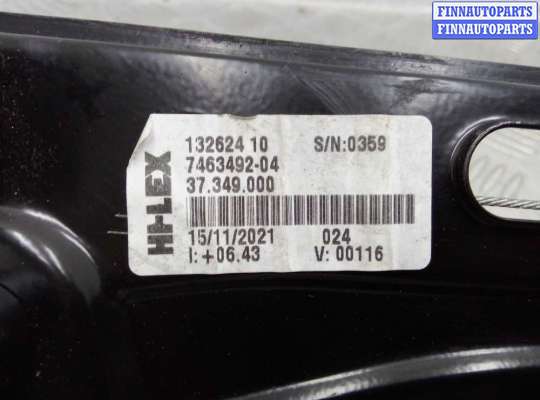 FINNAUTOPARTS
FINNAUTOPARTS
HI-LEX
132624 10 S/N:0359
7463492-04
37.349.000
15/11/2021 024
I:+06.43 V: 00116